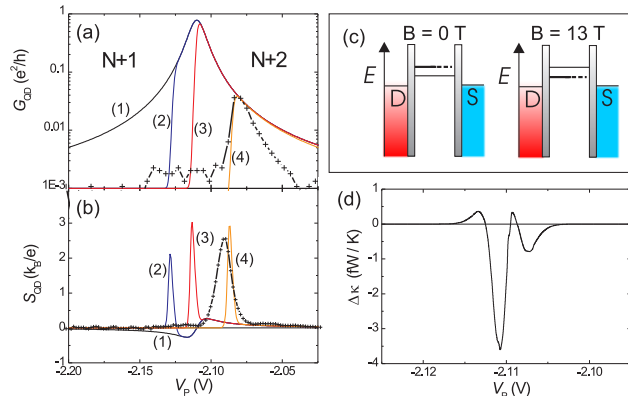 (a)
N+1
N+2
G_QD (e²/h)
1
0.1
0.01
1E-3
(1)
(2)
(3)
(4)
(b)
S_QD (k_B/e)
3
2
1
0
-1
(2)
(3)
(4)
(1)
-2.20
-2.15
-2.10
-2.05
V_P (V)
(c)
B = 0 T
B = 13 T
E
D
S
E
D
S
(d)
Δκ (fW / K)
1
0
-1
-2
-3
-4
-2.12
-2.11
-2.10
V_P (V)